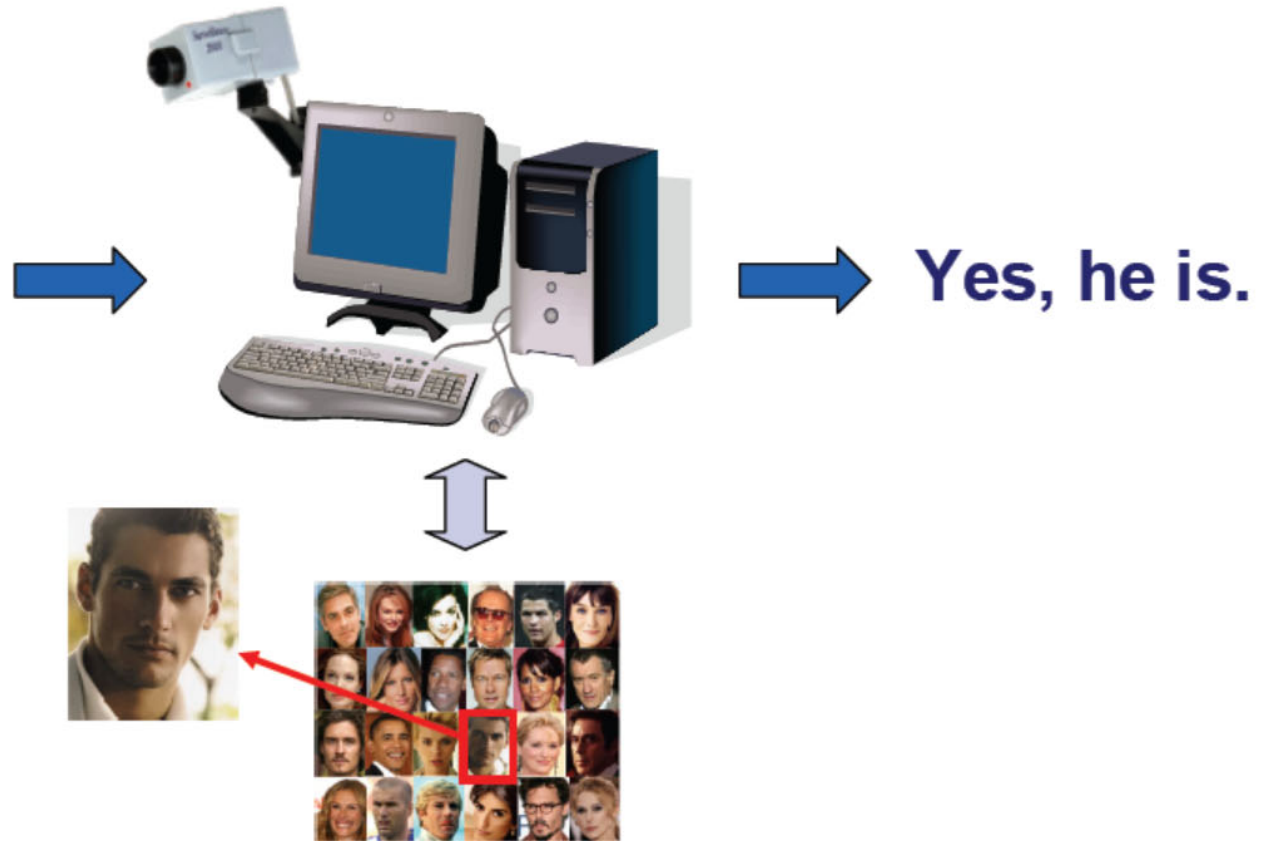 Yes, he is.